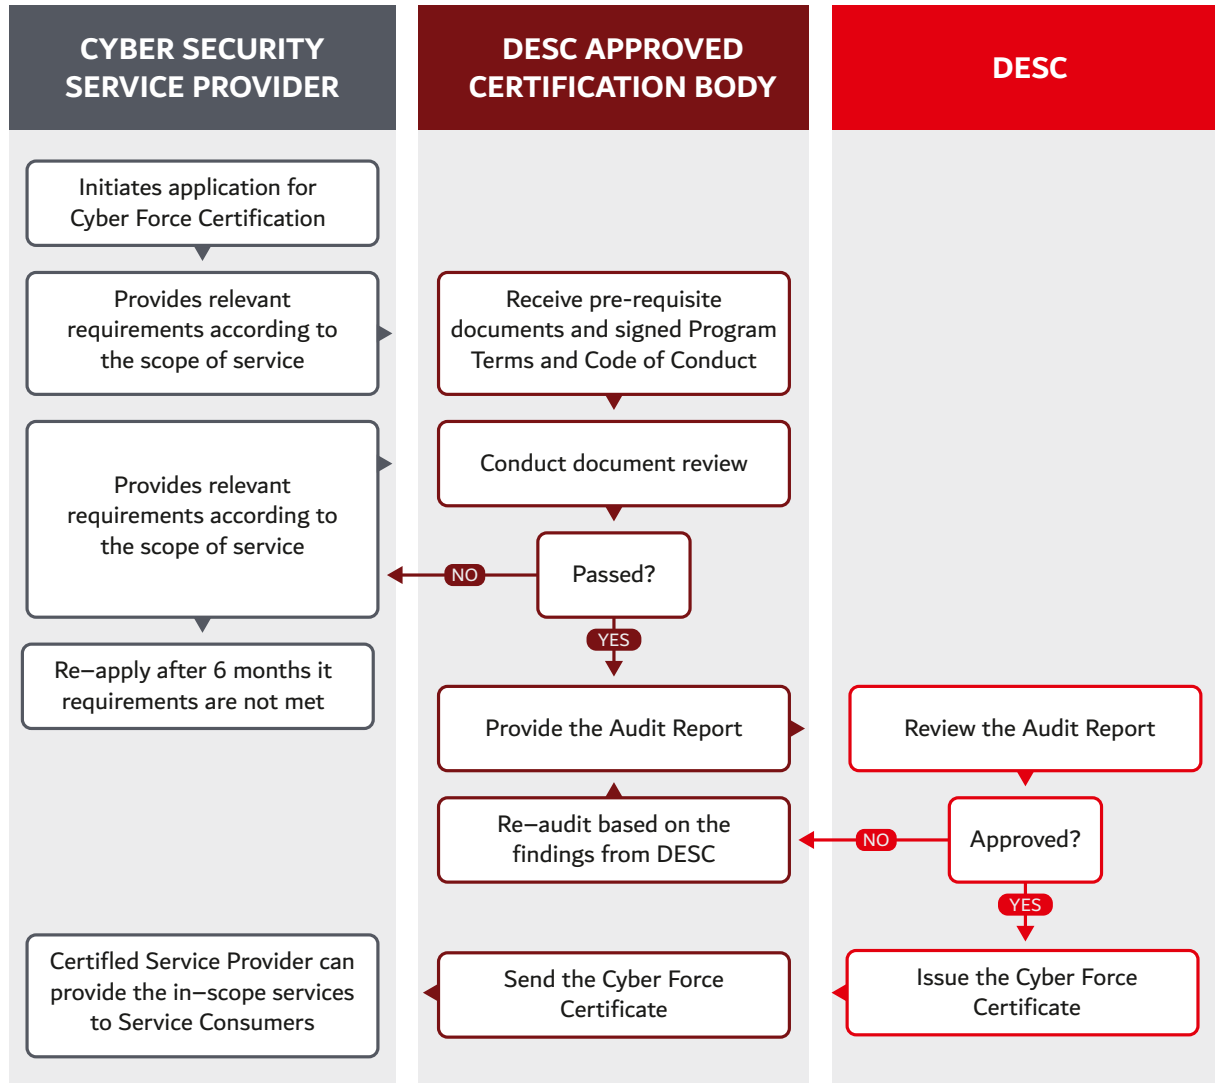 CYBER SECURITY
SERVICE PROVIDER
DESC APPROVED
CERTIFICATION BODY
DESC
Initiates application for
Cyber Force Certification
Provides relevant
requirements according to
the scope of service
Receive pre-requisite
documents and signed Program
Terms and Code of Conduct
Provides relevant
requirements according to
the scope of service
Conduct document review
Passed?
NO
YES
Re–apply after 6 months it
requirements are not met
Provide the Audit Report
Review the Audit Report
Re–audit based on the
findings from DESC
NO
Approved?
YES
Certifled Service Provider can
provide the in–scope services
to Service Consumers
Send the Cyber Force
Certificate
Issue the Cyber Force
Certificate